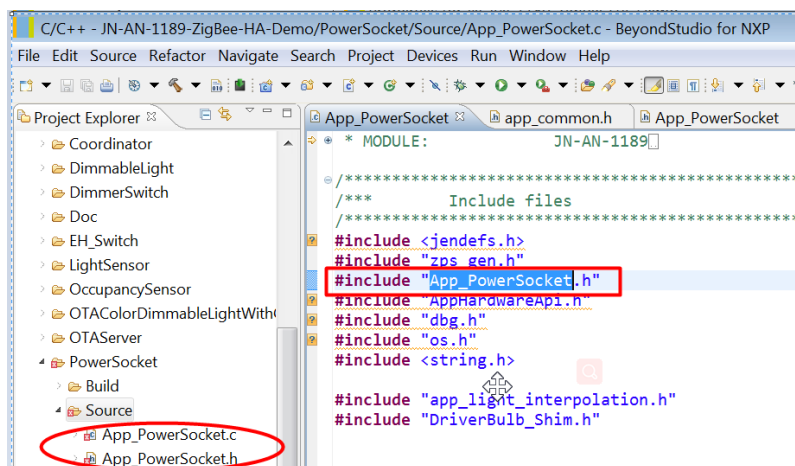 C/C++ - JN-AN-1189-ZigBee-HA-Demo/PowerSocket/Source/App_PowerSocket.c - BeyondStudio for NXP
File Edit Source Refactor Navigate Search Project Devices Run Window Help
Project Explorer
Coordinator
DimmableLight
DimmerSwitch
Doc
EH_Switch
LightSensor
OccupancySensor
OTAColorDimmableLightWith
OTAServer
PowerSocket
Build
Source
App_PowerSocket.c
App_PowerSocket.h
App_PowerSocket app_common.h App_PowerSocket
* MODULE: JN-AN-1189
/***********************************************
/*** Include files
/***********************************************
#include <jendefs.h>
#include "zps_gen.h"
#include "App_PowerSocket.h"
#include "AppHardwareApi.h"
#include "dbg.h"
#include "os.h"
#include <string.h>
#include "app_light_interpolation.h"
#include "DriverBulb_Shim.h"